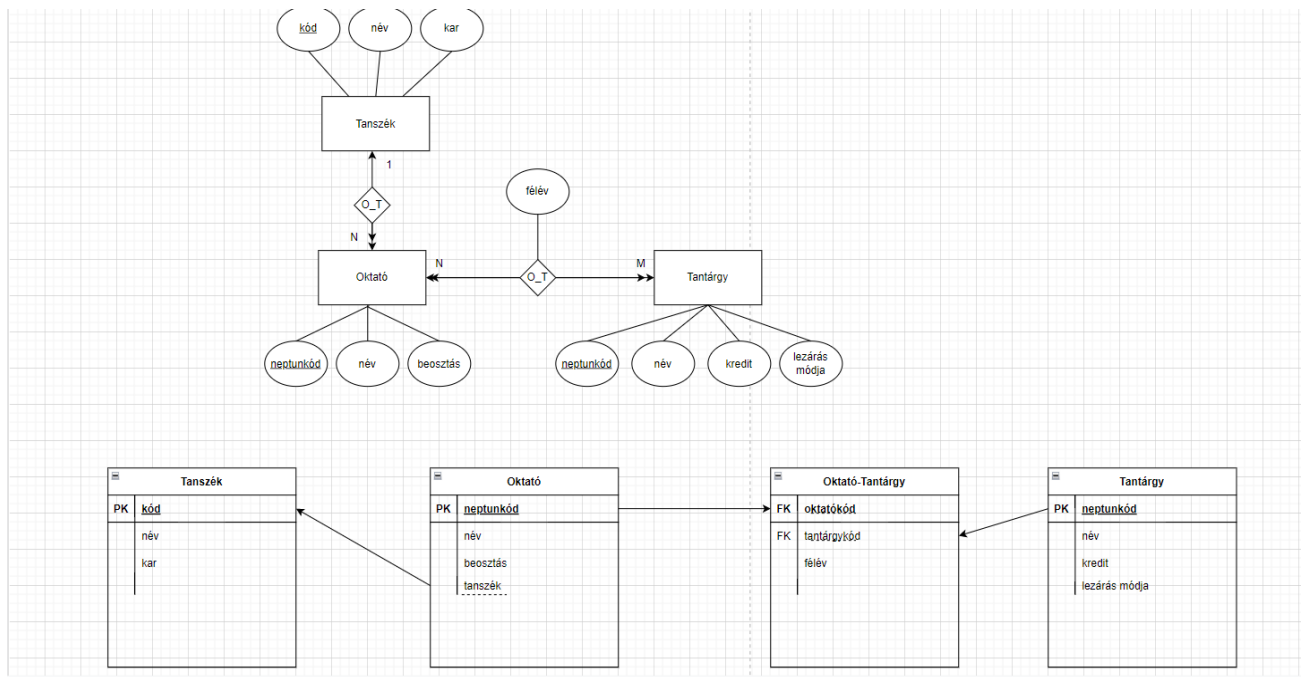 kód
név
kar
Tanszék
1
O_T
N
félév
Oktató
N
O_T
M
Tantárgy
neptunkód
név
beosztás
neptunkód
név
kredit
lezárás
módja
Tanszék
PK kód
név
kar
Oktató
PK neptunkód
név
beosztás
tanszék
Oktató-Tantárgy
FK oktatókód
FK tantárgykód
félév
Tantárgy
PK neptunkód
név
kredit
lezárás módja